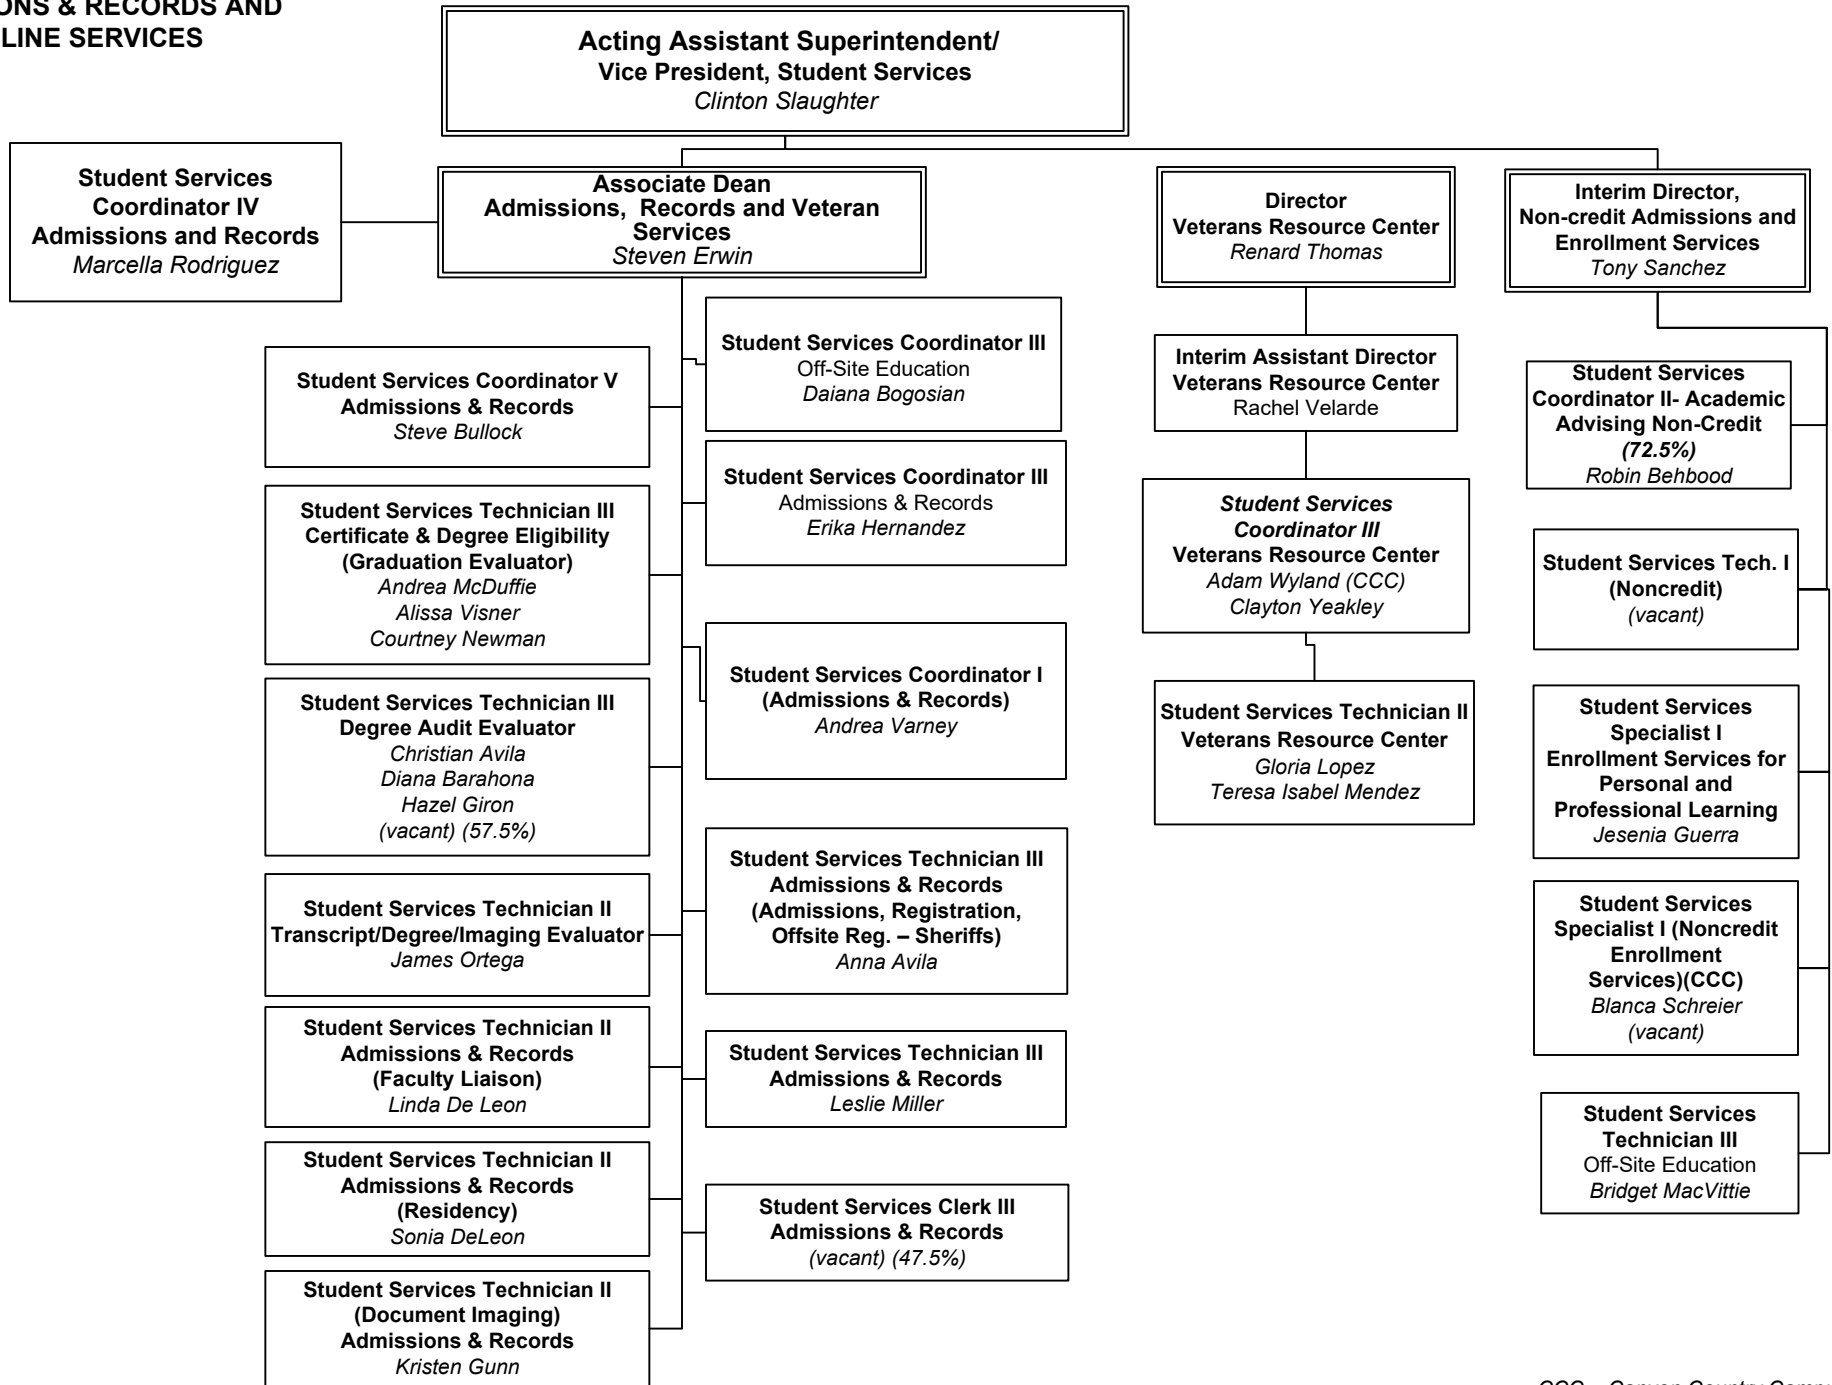 & RECORDS AND
SERVICES
Acting Assistant Superintendent/
Vice President, Student Services
Clinton Slaughter
Student Services
Coordinator IV
Admissions and Records
Marcella Rodriguez
Associate Dean
Admissions, Records and Veteran
Services
Steven Erwin
Director
Veterans Resource Center
Renard Thomas
Interim Director,
Non-credit Admissions and
Enrollment Services
Tony Sanchez
Student Services Coordinator V
Admissions & Records
Steve Bullock
Student Services Technician III
Certificate & Degree Eligibility
(Graduation Evaluator)
Andrea McDuffie
Alissa Visner
Courtney Newman
Student Services Technician III
Degree Audit Evaluator
Christian Avila
Diana Barahona
Hazel Giron
(vacant) (57.5%)
Student Services Technician II
Transcript/Degree/Imaging Evaluator
James Ortega
Student Services Technician II
Admissions & Records
(Faculty Liaison)
Linda De Leon
Student Services Technician II
Admissions & Records
(Residency)
Sonia DeLeon
Student Services Technician II
(Document Imaging)
Admissions & Records
Kristen Gunn
Student Services Coordinator III
Off-Site Education
Daiana Bogosian
Student Services Coordinator III
Admissions & Records
Erika Hernandez
Student Services Coordinator I
(Admissions & Records)
Andrea Varney
Student Services Technician III
Admissions & Records
(Admissions, Registration,
Offsite Reg. – Sheriffs)
Anna Avila
Student Services Technician III
Admissions & Records
Leslie Miller
Student Services Clerk III
Admissions & Records
(vacant) (47.5%)
Interim Assistant Director
Veterans Resource Center
Rachel Velarde
Student Services
Coordinator III
Veterans Resource Center
Adam Wyland (CCC)
Clayton Yeakley
Student Services Technician II
Veterans Resource Center
Gloria Lopez
Teresa Isabel Mendez
Student Services
Coordinator II- Academic
Advising Non-Credit
(72.5%)
Robin Behbood
Student Services Tech. I
(Noncredit)
(vacant)
Student Services
Specialist I
Enrollment Services for
Personal and
Professional Learning
Jesenia Guerra
Student Services
Specialist I (Noncredit
Enrollment
Services)(CCC)
Blanca Schreier
(vacant)
Student Services
Technician III
Off-Site Education
Bridget MacVittie